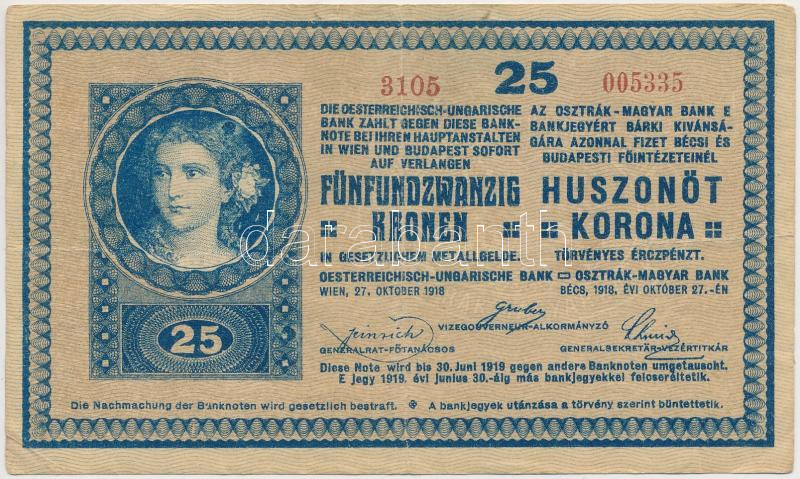 3105 25 005335
DIE OESTERREICHISCH-UNGARISCHE
BANK ZAHLT GEGEN DIESE BANK-
NOTE BEI IHREN HAUPTANSTALTEN
IN WIEN UND BUDAPEST SOFORT
AUF VERLANGEN
FÜNFUNDZWANZIG
KRONEN
IN GESETZLICHEM METALLGELDE.
AZ OSZTRÁK-MAGYAR BANK E
BANKJEGYÉRT BÁRKI KIVÁNSÁ-
GÁRA AZONNAL FIZET BÉCSI ÉS
BUDAPESTI FŐINTÉZETEINÉL
HUSZONÖT
KORONA
TÖRVÉNYES ÉRCZPÉNZT.
OESTERREICHISCH-UNGARISCHE BANK OSZTRÁK-MAGYAR BANK
WIEN, 27. OKTOBER 1918 BÉCS, 1918. ÉVI OKTÓBER 27.-ÉN
Gruber
VIZEGOUVERNEUR-ALKORMÁNYZÓ
GENERALRAT-FŐTANÁCSOS GENERALSEKRETÄR-VEZÉRTITKÁR
Diese Note wird bis 30. Juni 1919 gegen andere Banknoten umgetauscht.
E jegy 1919. évi junius 30.-áig más bankjegyekkel felcseréltetik.
25
Die Nachmachung der Banknoten wird gesetzlich bestraft. A bankjegyek utánzása a törvény szerint büntettetik.
darabanth